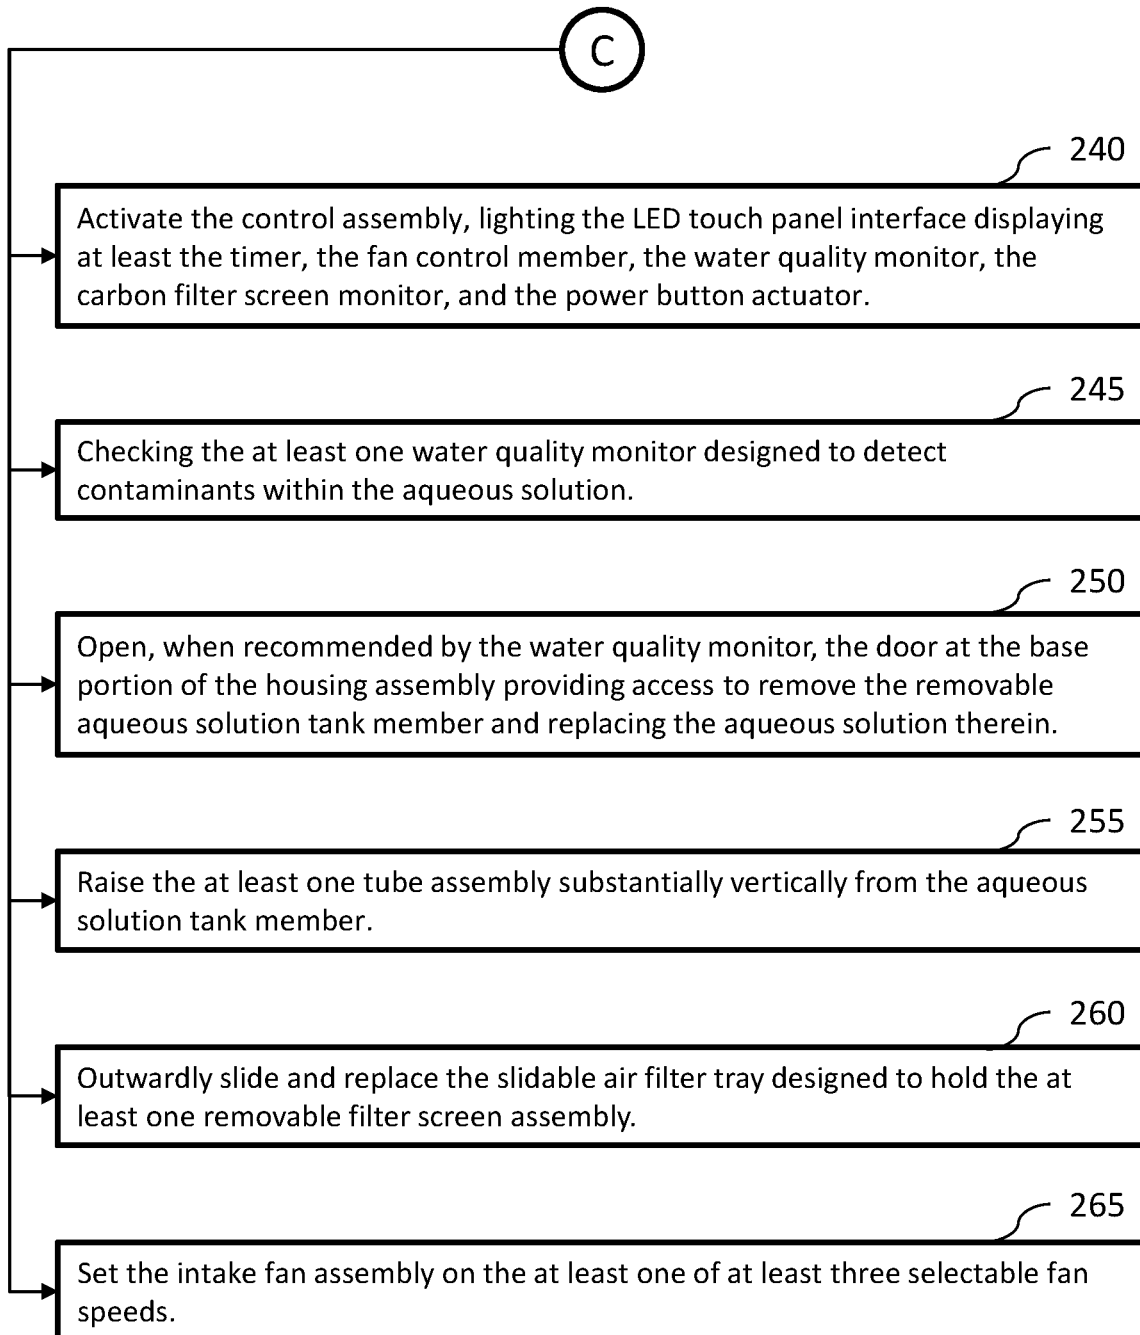 C
240
Activate the control assembly, lighting the LED touch panel interface displaying
at least the timer, the fan control member, the water quality monitor, the
carbon filter screen monitor, and the power button actuator.
245
Checking the at least one water quality monitor designed to detect
contaminants within the aqueous solution.
250
Open, when recommended by the water quality monitor, the door at the base
portion of the housing assembly providing access to remove the removable
aqueous solution tank member and replacing the aqueous solution therein.
255
Raise the at least one tube assembly substantially vertically from the aqueous
solution tank member.
260
Outwardly slide and replace the slidable air filter tray designed to hold the at
least one removable filter screen assembly.
265
Set the intake fan assembly on the at least one of at least three selectable fan
speeds.